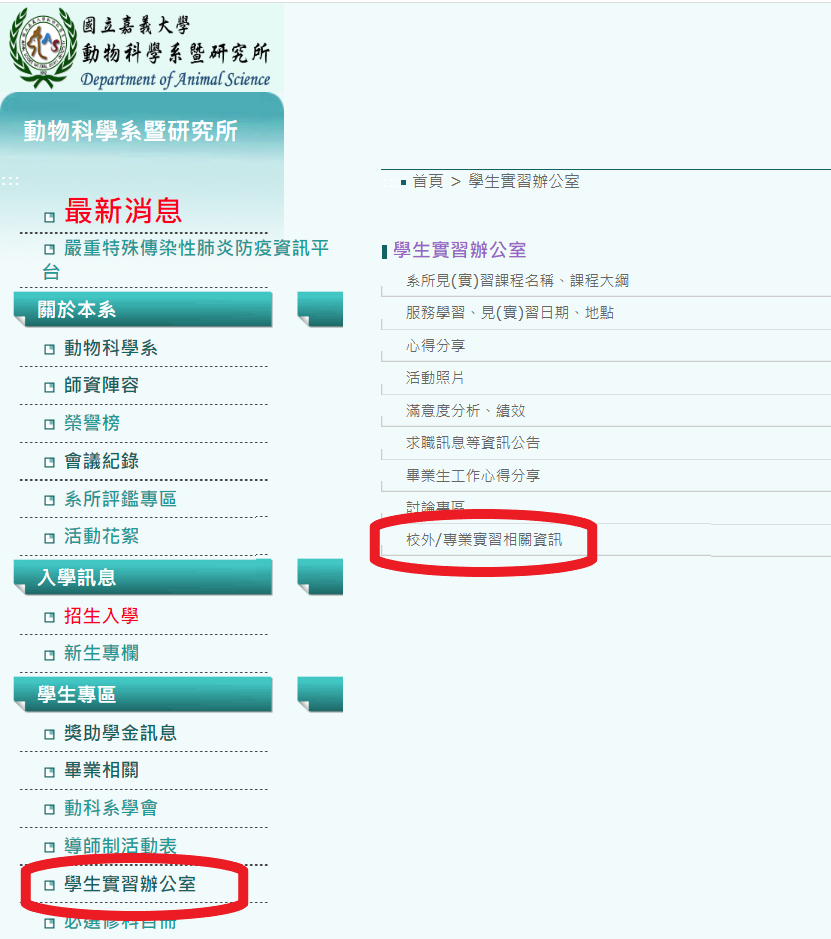 國立嘉義大學
動物科學系暨研究所
Department of Animal Science
動物科學系暨研究所
:::
最新消息
嚴重特殊傳染性肺炎防疫資訊平
台
關於本系
動物科學系
師資陣容
榮譽榜
會議紀錄
系所評鑑專區
活動花絮
入學訊息
招生入學
新生專欄
學生專區
獎助學金訊息
畢業相關
動科系學會
導師制活動表
學生實習辦公室
必選修科目冊
首頁 > 學生實習辦公室
學生實習辦公室
系所見(實)習課程名稱、課程大綱
服務學習、見(實)習日期、地點
心得分享
活動照片
滿意度分析、績效
求職訊息等資訊公告
畢業生工作心得分享
討論專區
校外/專業實習相關資訊